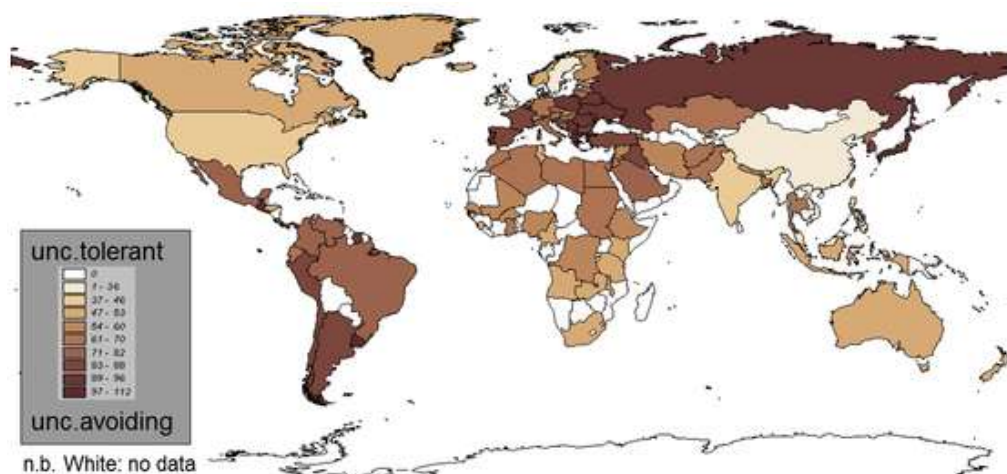 unc.tolerant
0
1 - 36
37 - 46
47 - 53
54 - 60
61 - 70
71 - 82
83 - 88
89 - 96
97 - 112
unc.avoiding
n.b. White: no data